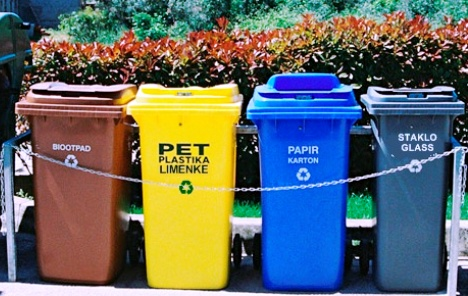 BIOOTPAD
PET
PLASTIKA
LIMENKE
PAPIR
KARTON
STAKLO
GLASS